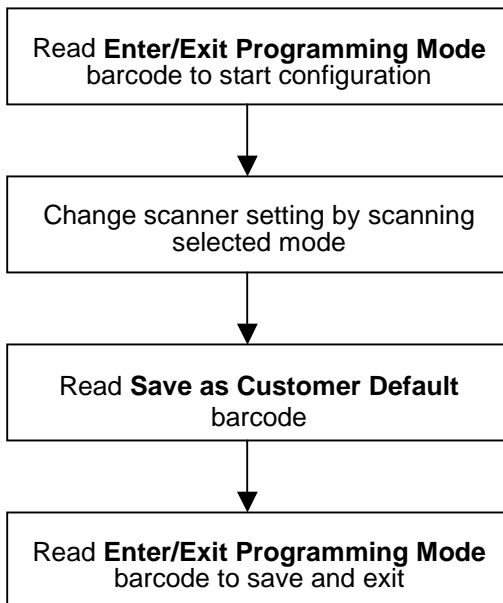 Read Enter/Exit Programming Mode
barcode to start configuration
Change scanner setting by scanning
selected mode
Read Save as Customer Default
barcode
Read Enter/Exit Programming Mode
barcode to save and exit